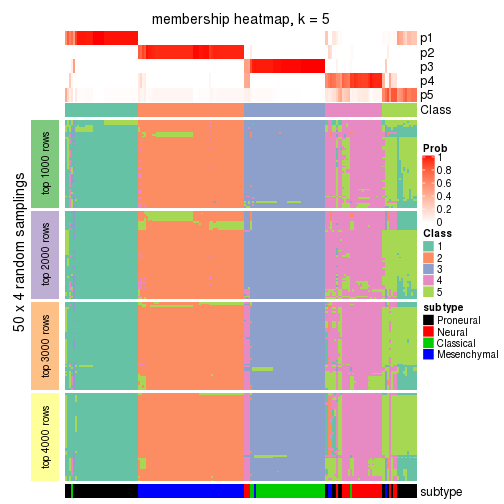 membership heatmap, k = 5
p1
p2
p3
p4
p5
Class
50 x 4 random samplings
top 1000 rows
top 2000 rows
top 3000 rows
top 4000 rows
subtype
Prob
1
0.8
0.6
0.4
0.2
0
Class
1
2
3
4
5
subtype
Proneural
Neural
Classical
Mesenchymal